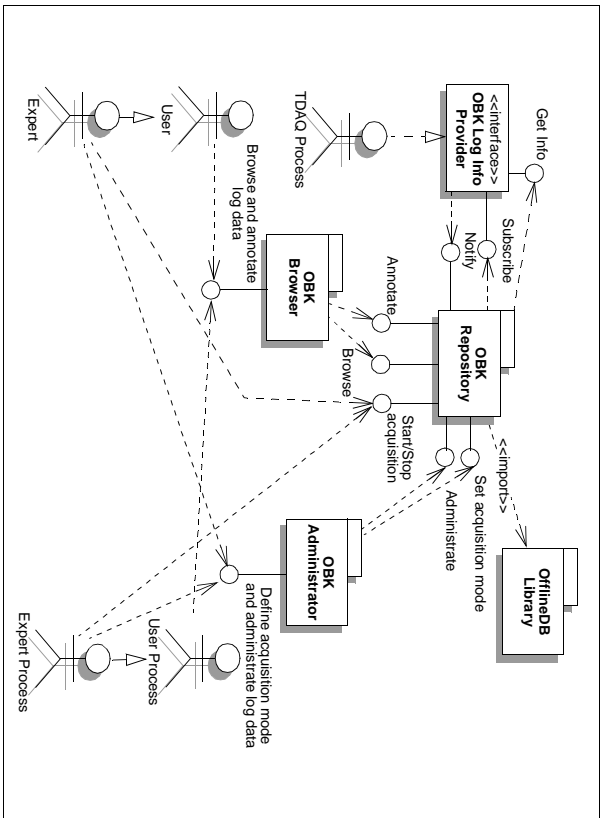 Get Info
<<interface>>
OBK Log Info
Provider
TDAQ Process
User
Expert
Subscribe
Notify
Browse and annotate
log data
OBK
Browser
Annotate
Browse
OBK
Repository
Start/Stop
acquisition
<<import>>
Set acquisition mode
Administrate
OfflineDB
Library
OBK
Administrator
Define acquisition mode
and administrate log data
User Process
Expert Process